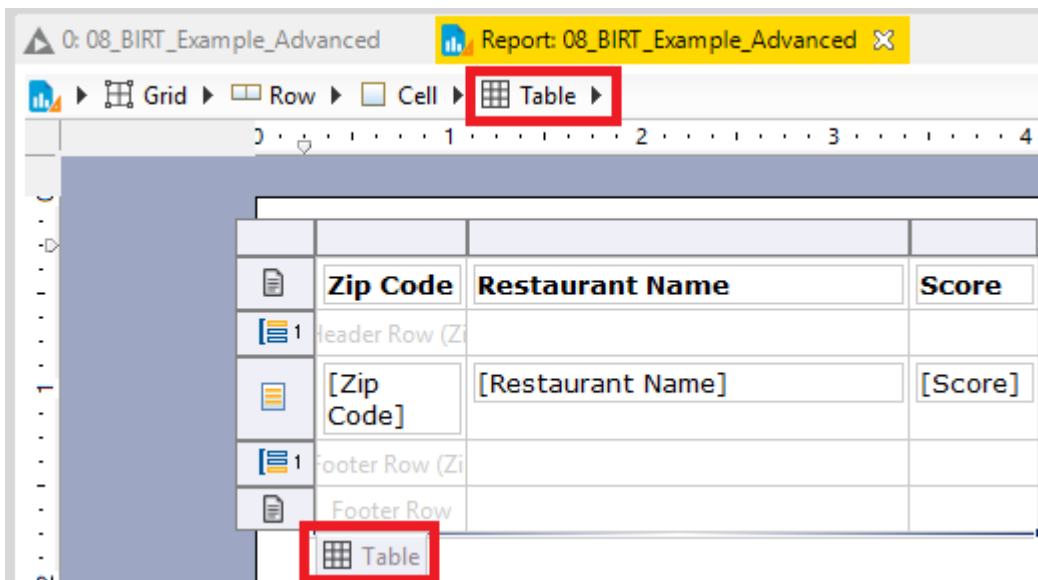 0: 08_BIRT_Example_Advanced Report: 08_BIRT_Example_Advanced
Grid Row Cell Table
0 1 2 3 4
Zip Code Restaurant Name Score
1 Header Row (Zi
[Zip Code] [Restaurant Name] [Score]
1 Footer Row (Zi
Footer Row
Table